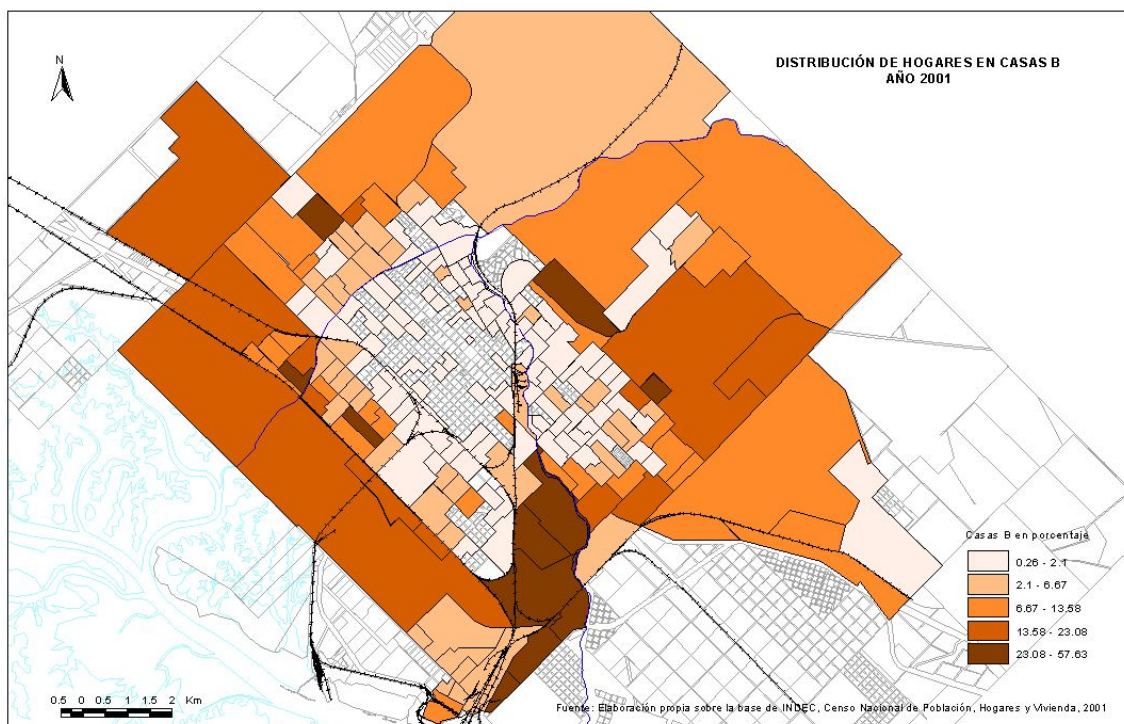 DISTRIBUCIÓN DE HOGARES EN CASAS B
AÑO 2001
N
Casas B en porcentaje
0.26 - 2.1
2.1 - 6.67
6.67 - 13.58
13.58 - 23.08
23.08 - 57.63
0.5 0 0.5 1 1.5 2 Km
Fuente: Elaboración propia sobre la base de INDEC, Censo Nacional de Población, Hogares y Vivienda, 2001